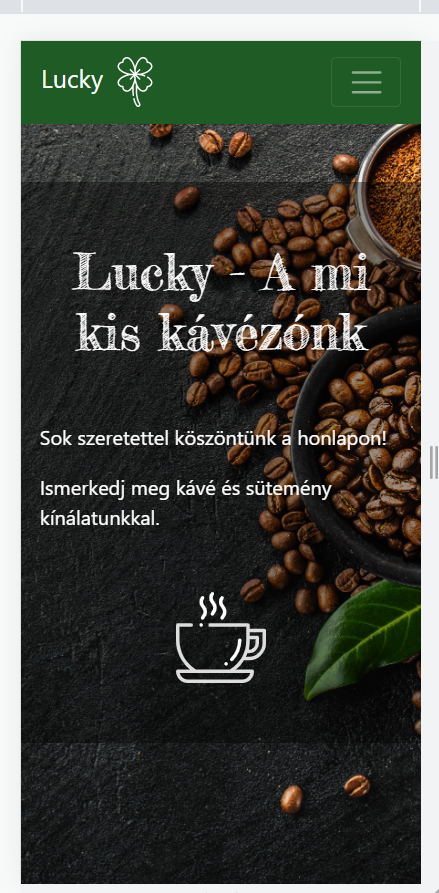 Lucky
Lucky - A mi
kis kávézónk
Sok szeretettel köszöntünk a honlapon!
Ismerkedj meg kávé és sütemény
kínálatunkkal.